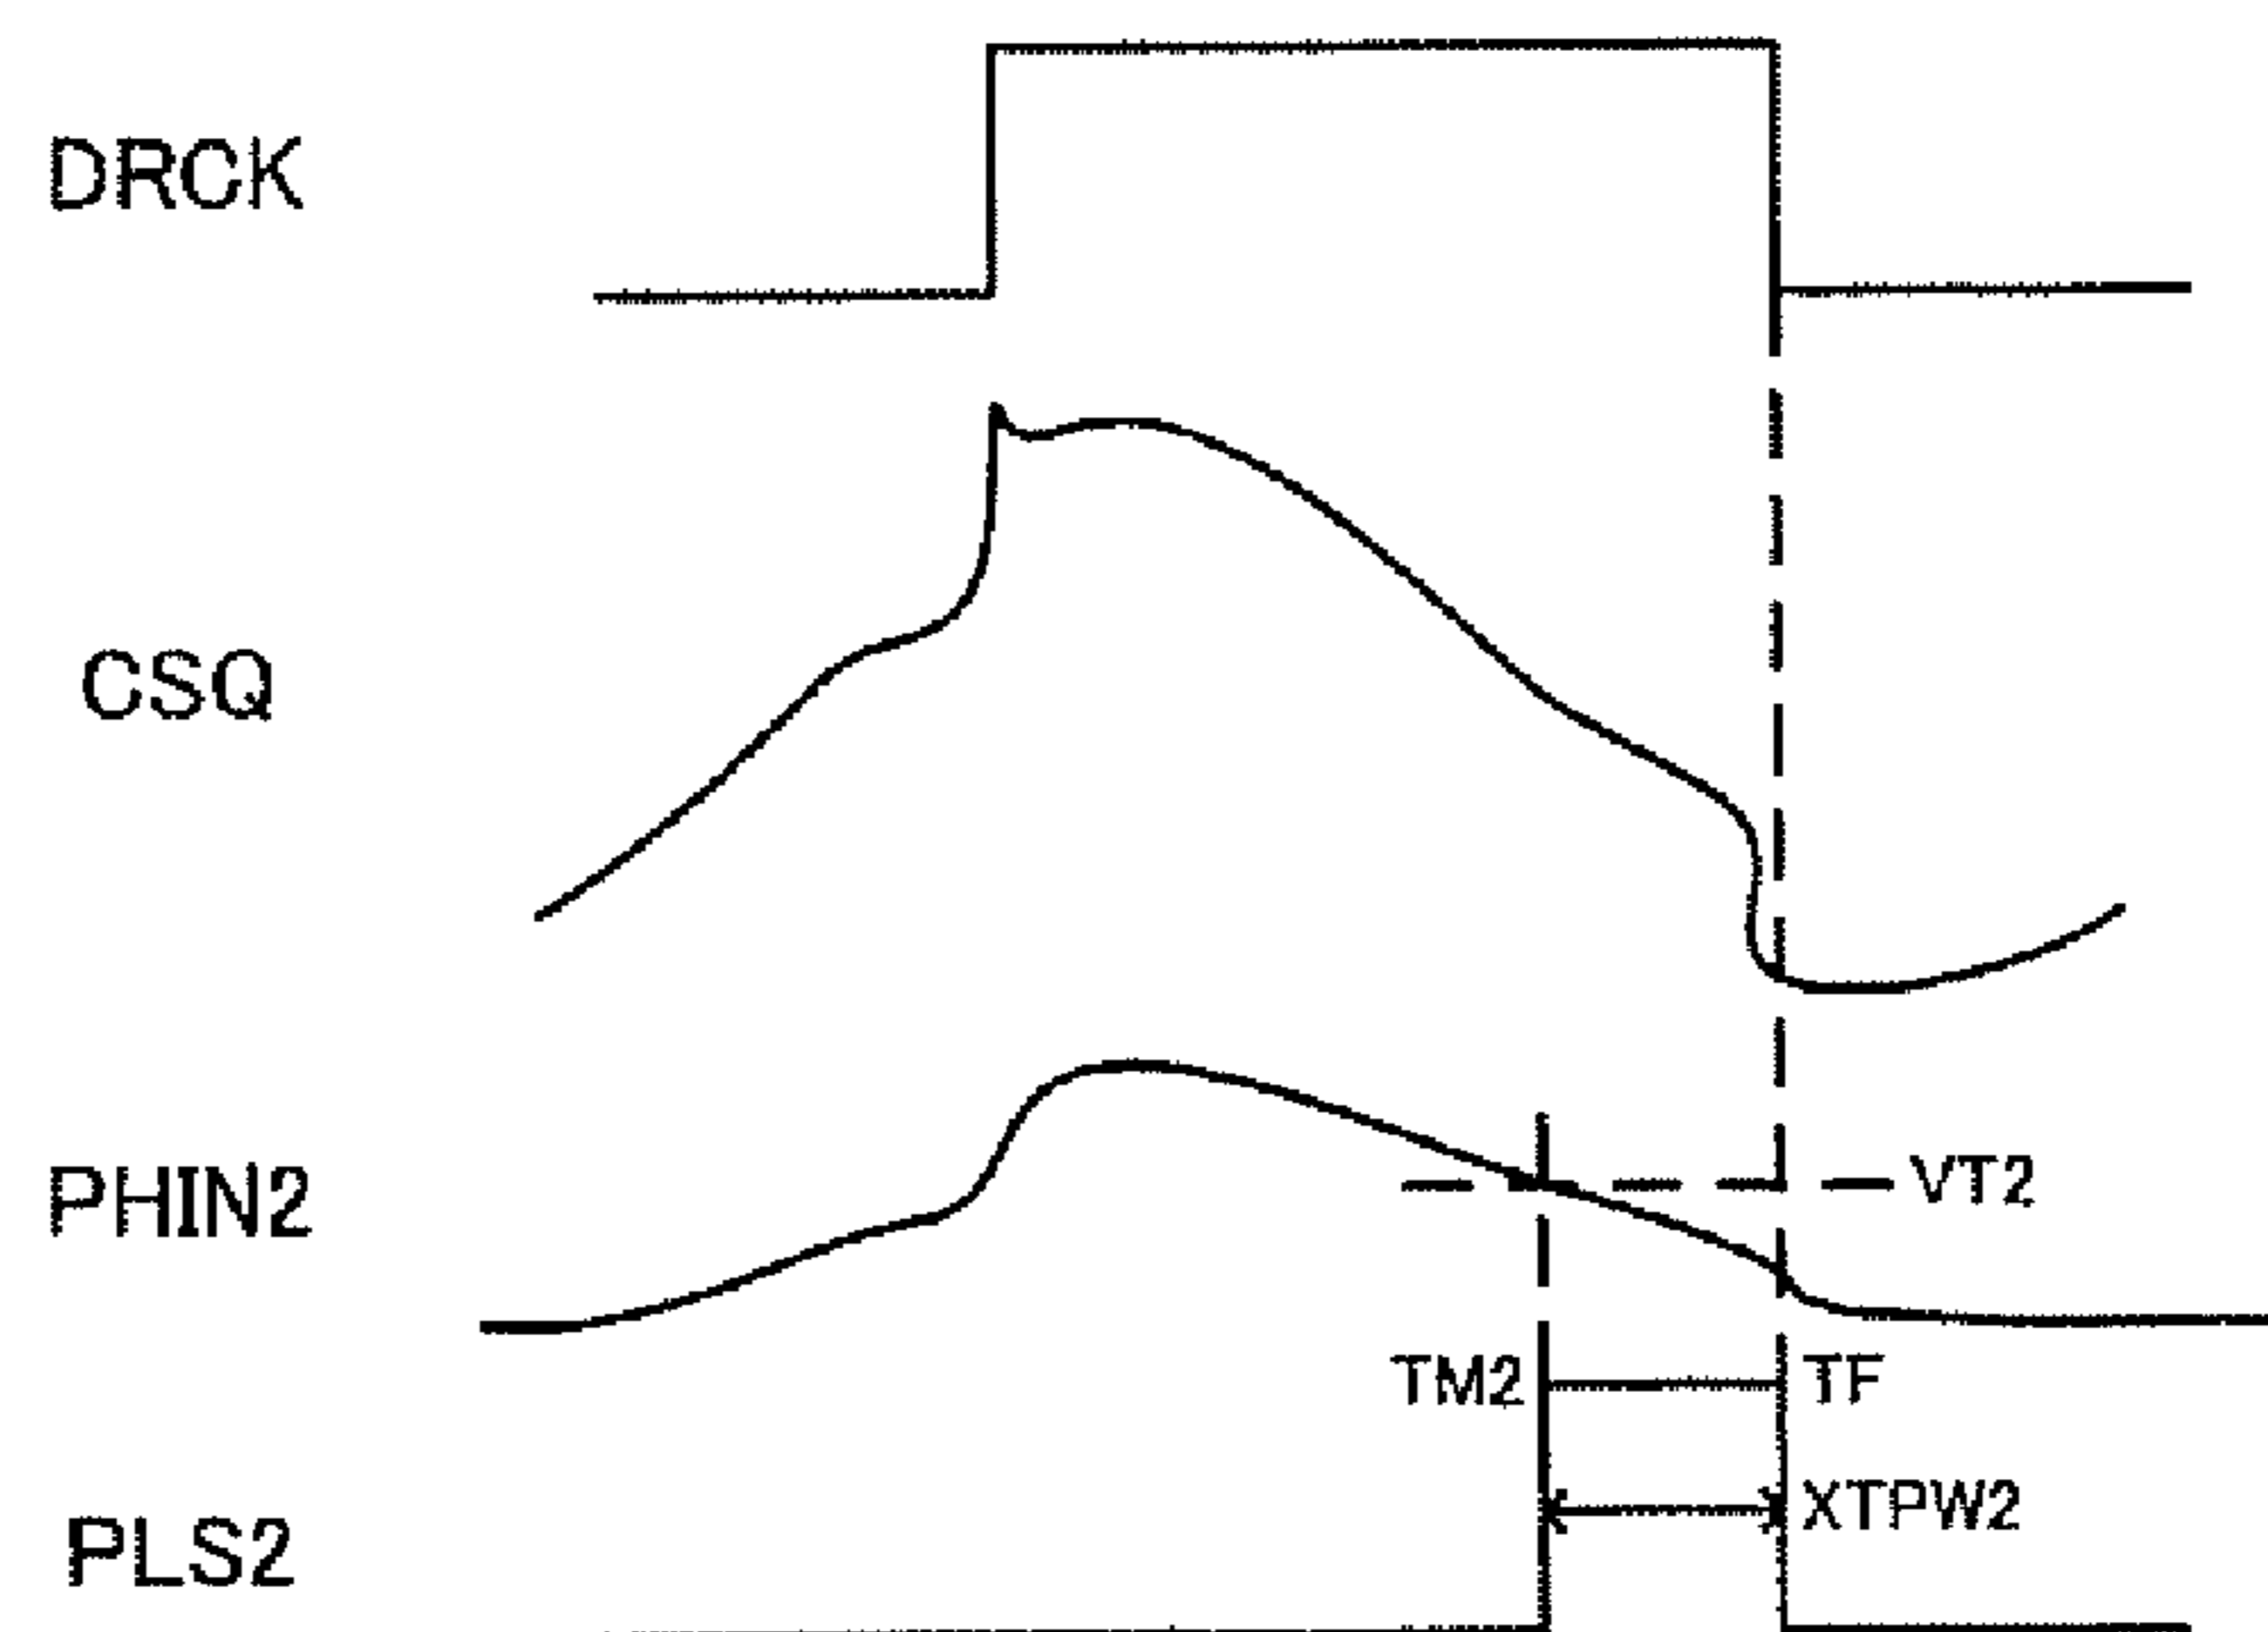 DRCK
CSQ
PHIN2
VT2
TM2
TF
XTPW2
PLS2